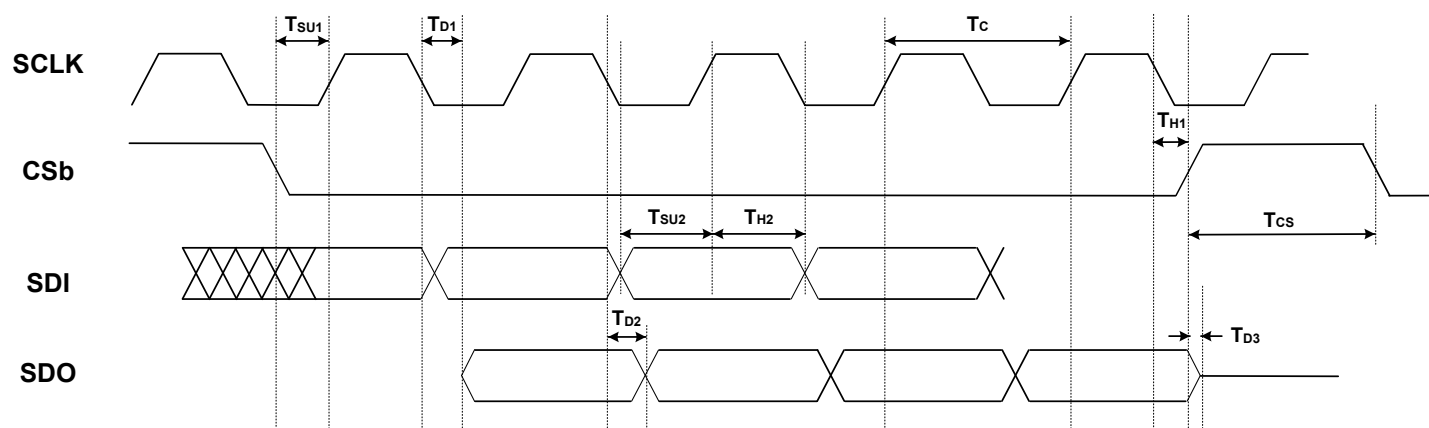 TSU1
TD1
TC
SCLK
TH1
CSb
TSU2
TH2
TCS
SDI
TD2
TD3
SDO